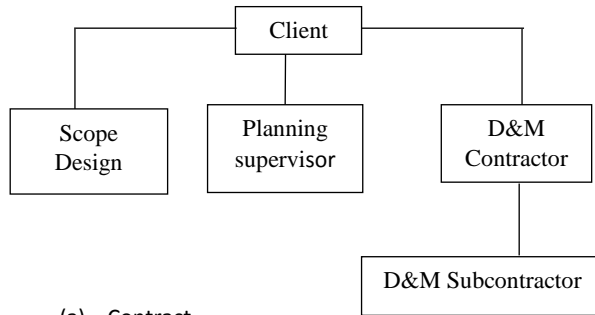 Client
Scope
Design
Planning
supervisor
D&M
Contractor
D&M Subcontractor
(a) Contract